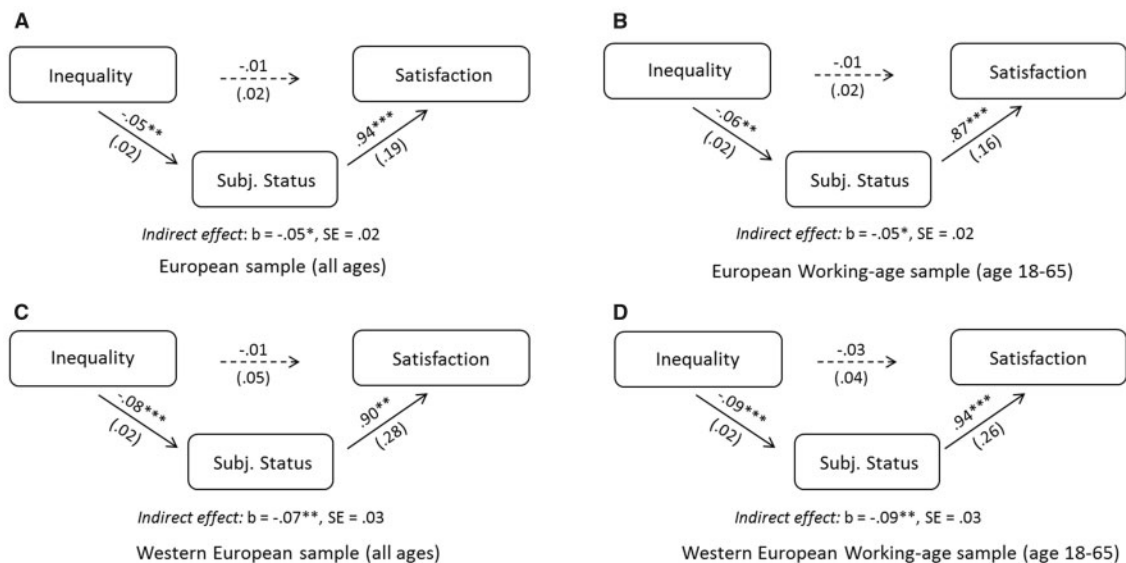 A
Inequality
-.01
(.02)
Satisfaction
-.05**
(.02)
.94***
(.19)
Subj. Status
Indirect effect: b = -.05*, SE = .02
European sample (all ages)
B
Inequality
-.01
(.02)
Satisfaction
-.06**
(.02)
.87***
(.16)
Subj. Status
Indirect effect: b = -.05*, SE = .02
European Working-age sample (age 18-65)
C
Inequality
-.01
(.05)
Satisfaction
-.08***
(.02)
.90**
(.28)
Subj. Status
Indirect effect: b = -.07**, SE = .03
Western European sample (all ages)
D
Inequality
-.03
(.04)
Satisfaction
-.09***
(.02)
.94***
(.26)
Subj. Status
Indirect effect: b = -.09**, SE = .03
Western European Working-age sample (age 18-65)